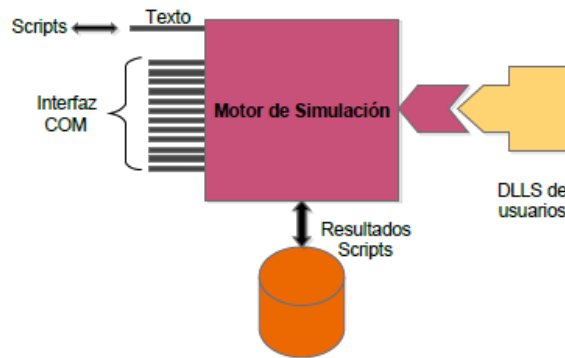 Scripts
Texto
Interfaz
COM
Motor de Simulación
DLLS de
usuarios
Resultados
Scripts